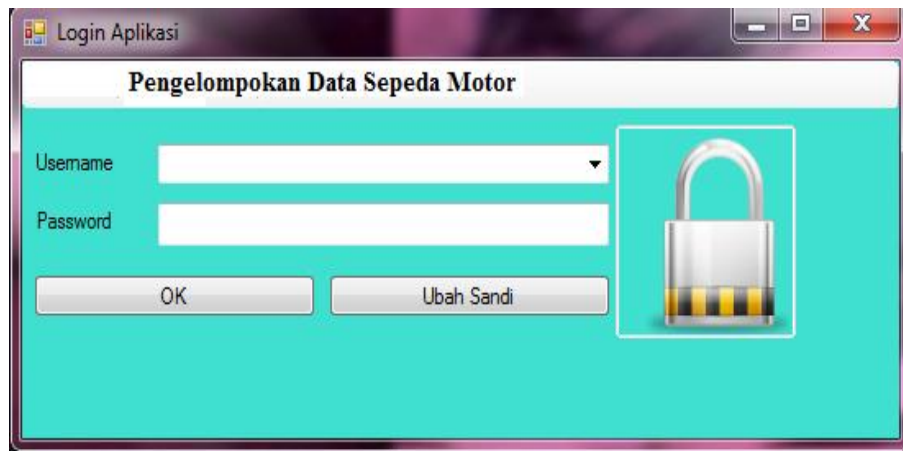 Login Aplikasi
Pengelompokan Data Sepeda Motor
Username
Password
OK Ubah Sandi